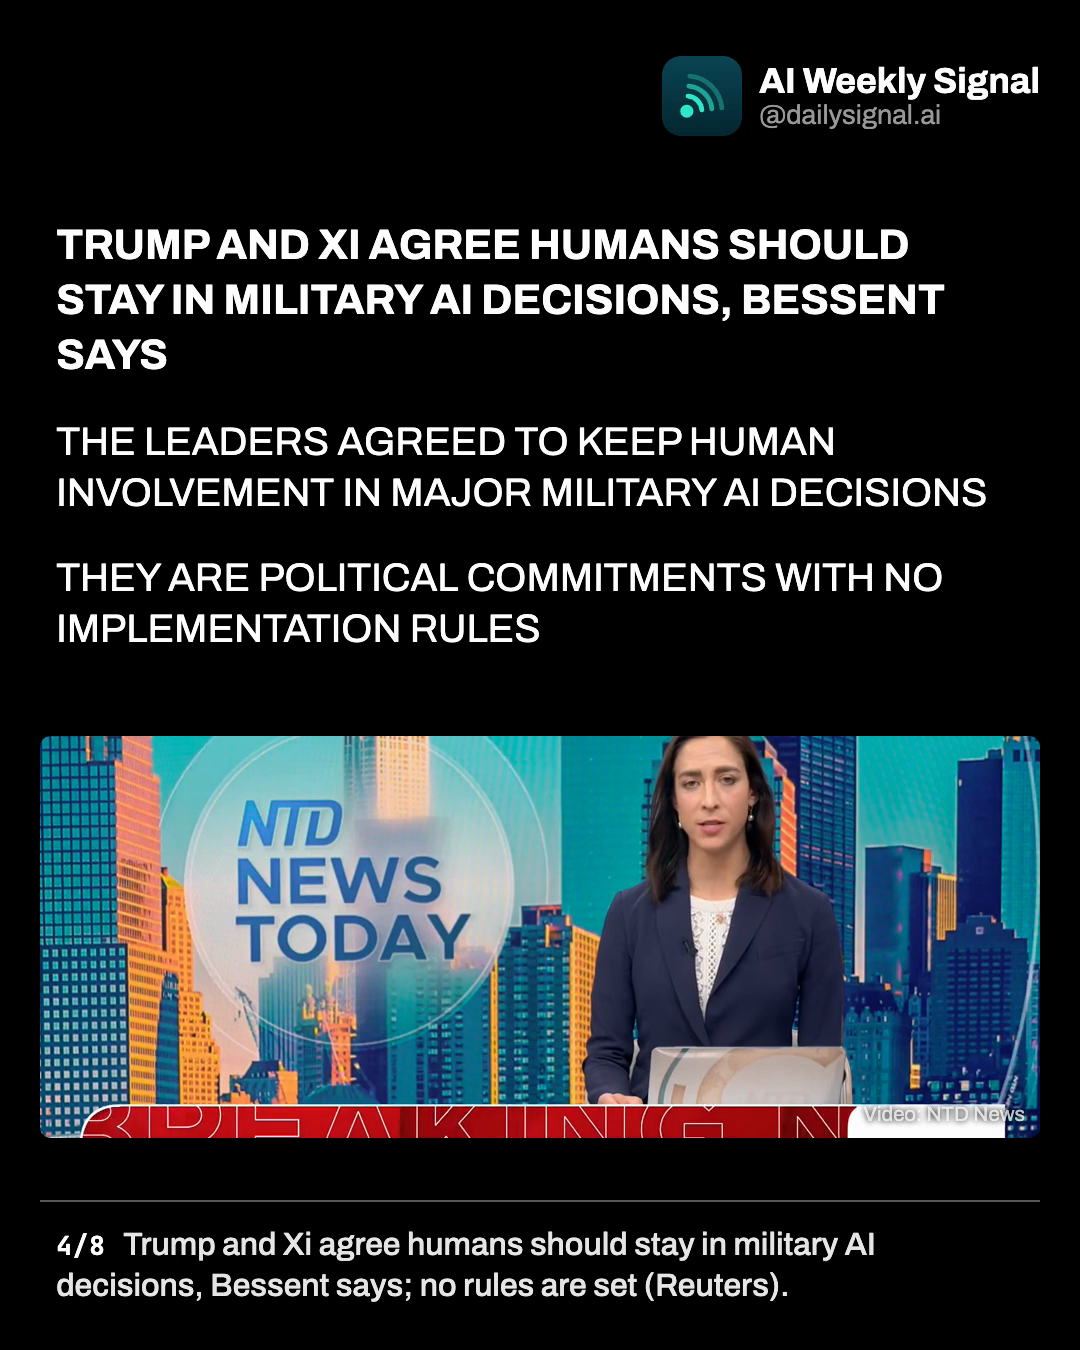 AI Weekly Signal
@dailysignal.ai
TRUMP AND XI AGREE HUMANS SHOULD
STAY IN MILITARY AI DECISIONS, BESSENT
SAYS
THE LEADERS AGREED TO KEEP HUMAN
INVOLVEMENT IN MAJOR MILITARY AI DECISIONS
THEY ARE POLITICAL COMMITMENTS WITH NO
IMPLEMENTATION RULES
NTD
NEWS
TODAY
BREAKING N
Video: NTD News
4/8 Trump and Xi agree humans should stay in military AI
decisions, Bessent says; no rules are set (Reuters).